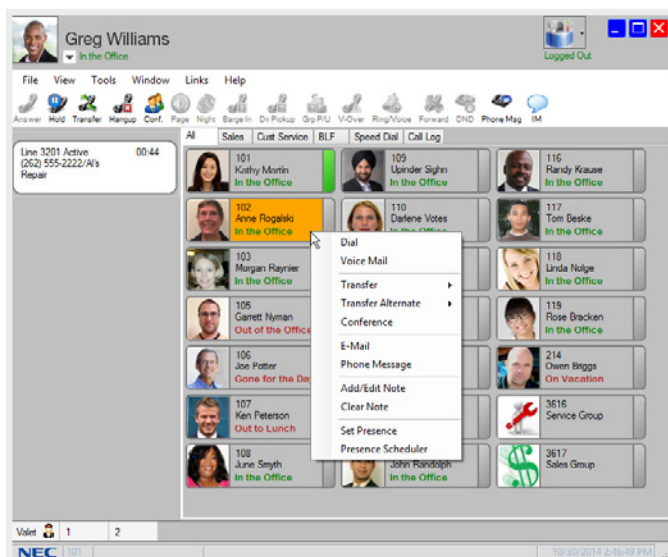 Greg Williams
In the Office
Logged Out
File View Tools Window Links Help
Answer Hold Transfer Hangup Conf. Page Night Barge In Dir Pickup Grp P/U V-Over Ring/Voice Forward DND Phone Msg IM
All Sales Cust Service BLF Speed Dial Call Log
Line 3201 Active 00:44
(262) 555-2222/Al's
Repair
101
Kathy Martin
In the Office
109
Upinder Sighn
In the Office
116
Randy Krause
In the Office
102
Anne Rogalski
In the Office
110
Darlene Votes
In the Office
117
Tom Beske
In the Office
103
Morgan Raynier
In the Office
118
Linda Nolge
In the Office
105
Garrett Nyman
Out of the Office
119
Rose Bracken
In the Office
106
Joe Potter
Gone for the Da
214
Owen Briggs
On Vacation
107
Ken Peterson
Out to Lunch
3616
Service Group
108
June Smyth
In the Office
John Randolph
In the Office
3617
Sales Group
Dial
Voice Mail
Transfer
Transfer Alternate
Conference
E-Mail
Phone Message
Add/Edit Note
Clear Note
Set Presence
Presence Scheduler
Valet 1 2
NEC 101 10/30/2014 2:46:49 PM